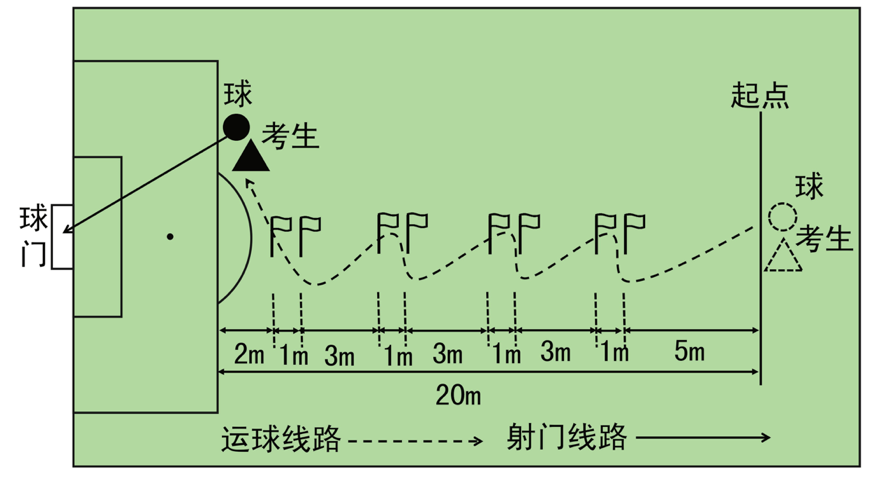 球
考生
起点
球
门
球
考生
2m 1m 3m 1m 3m 1m 3m 1m 5m
20m
运球线路 射门线路